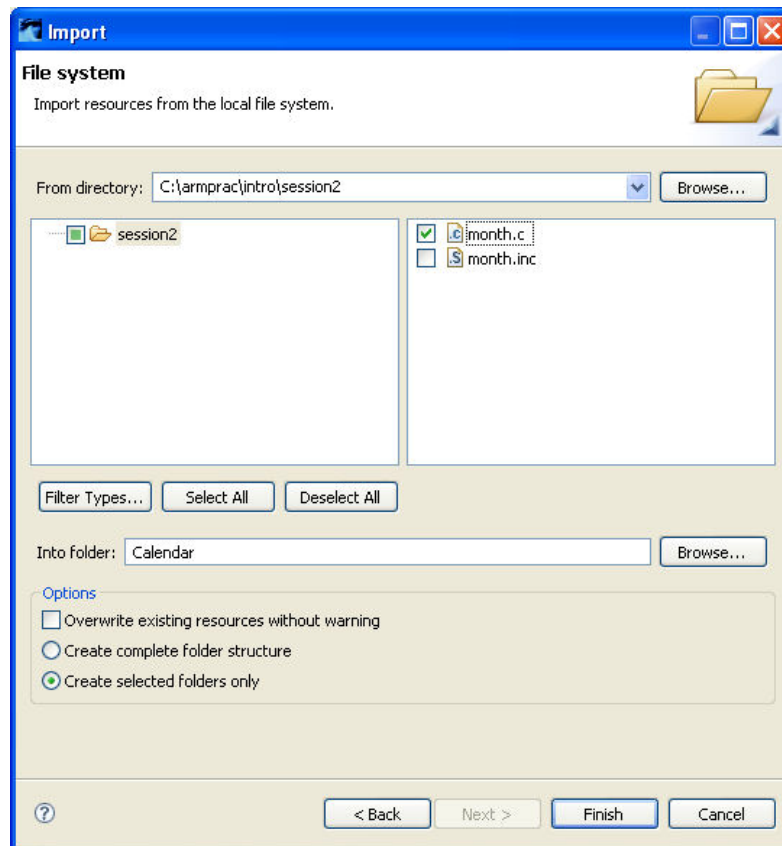 Import
File system
Import resources from the local file system.
From directory: C:\armprac\intro\session2 Browse...
session2
month.c
month.inc
Filter Types... Select All Deselect All
Into folder: Calendar Browse...
Options
Overwrite existing resources without warning
Create complete folder structure
Create selected folders only
< Back Next > Finish Cancel